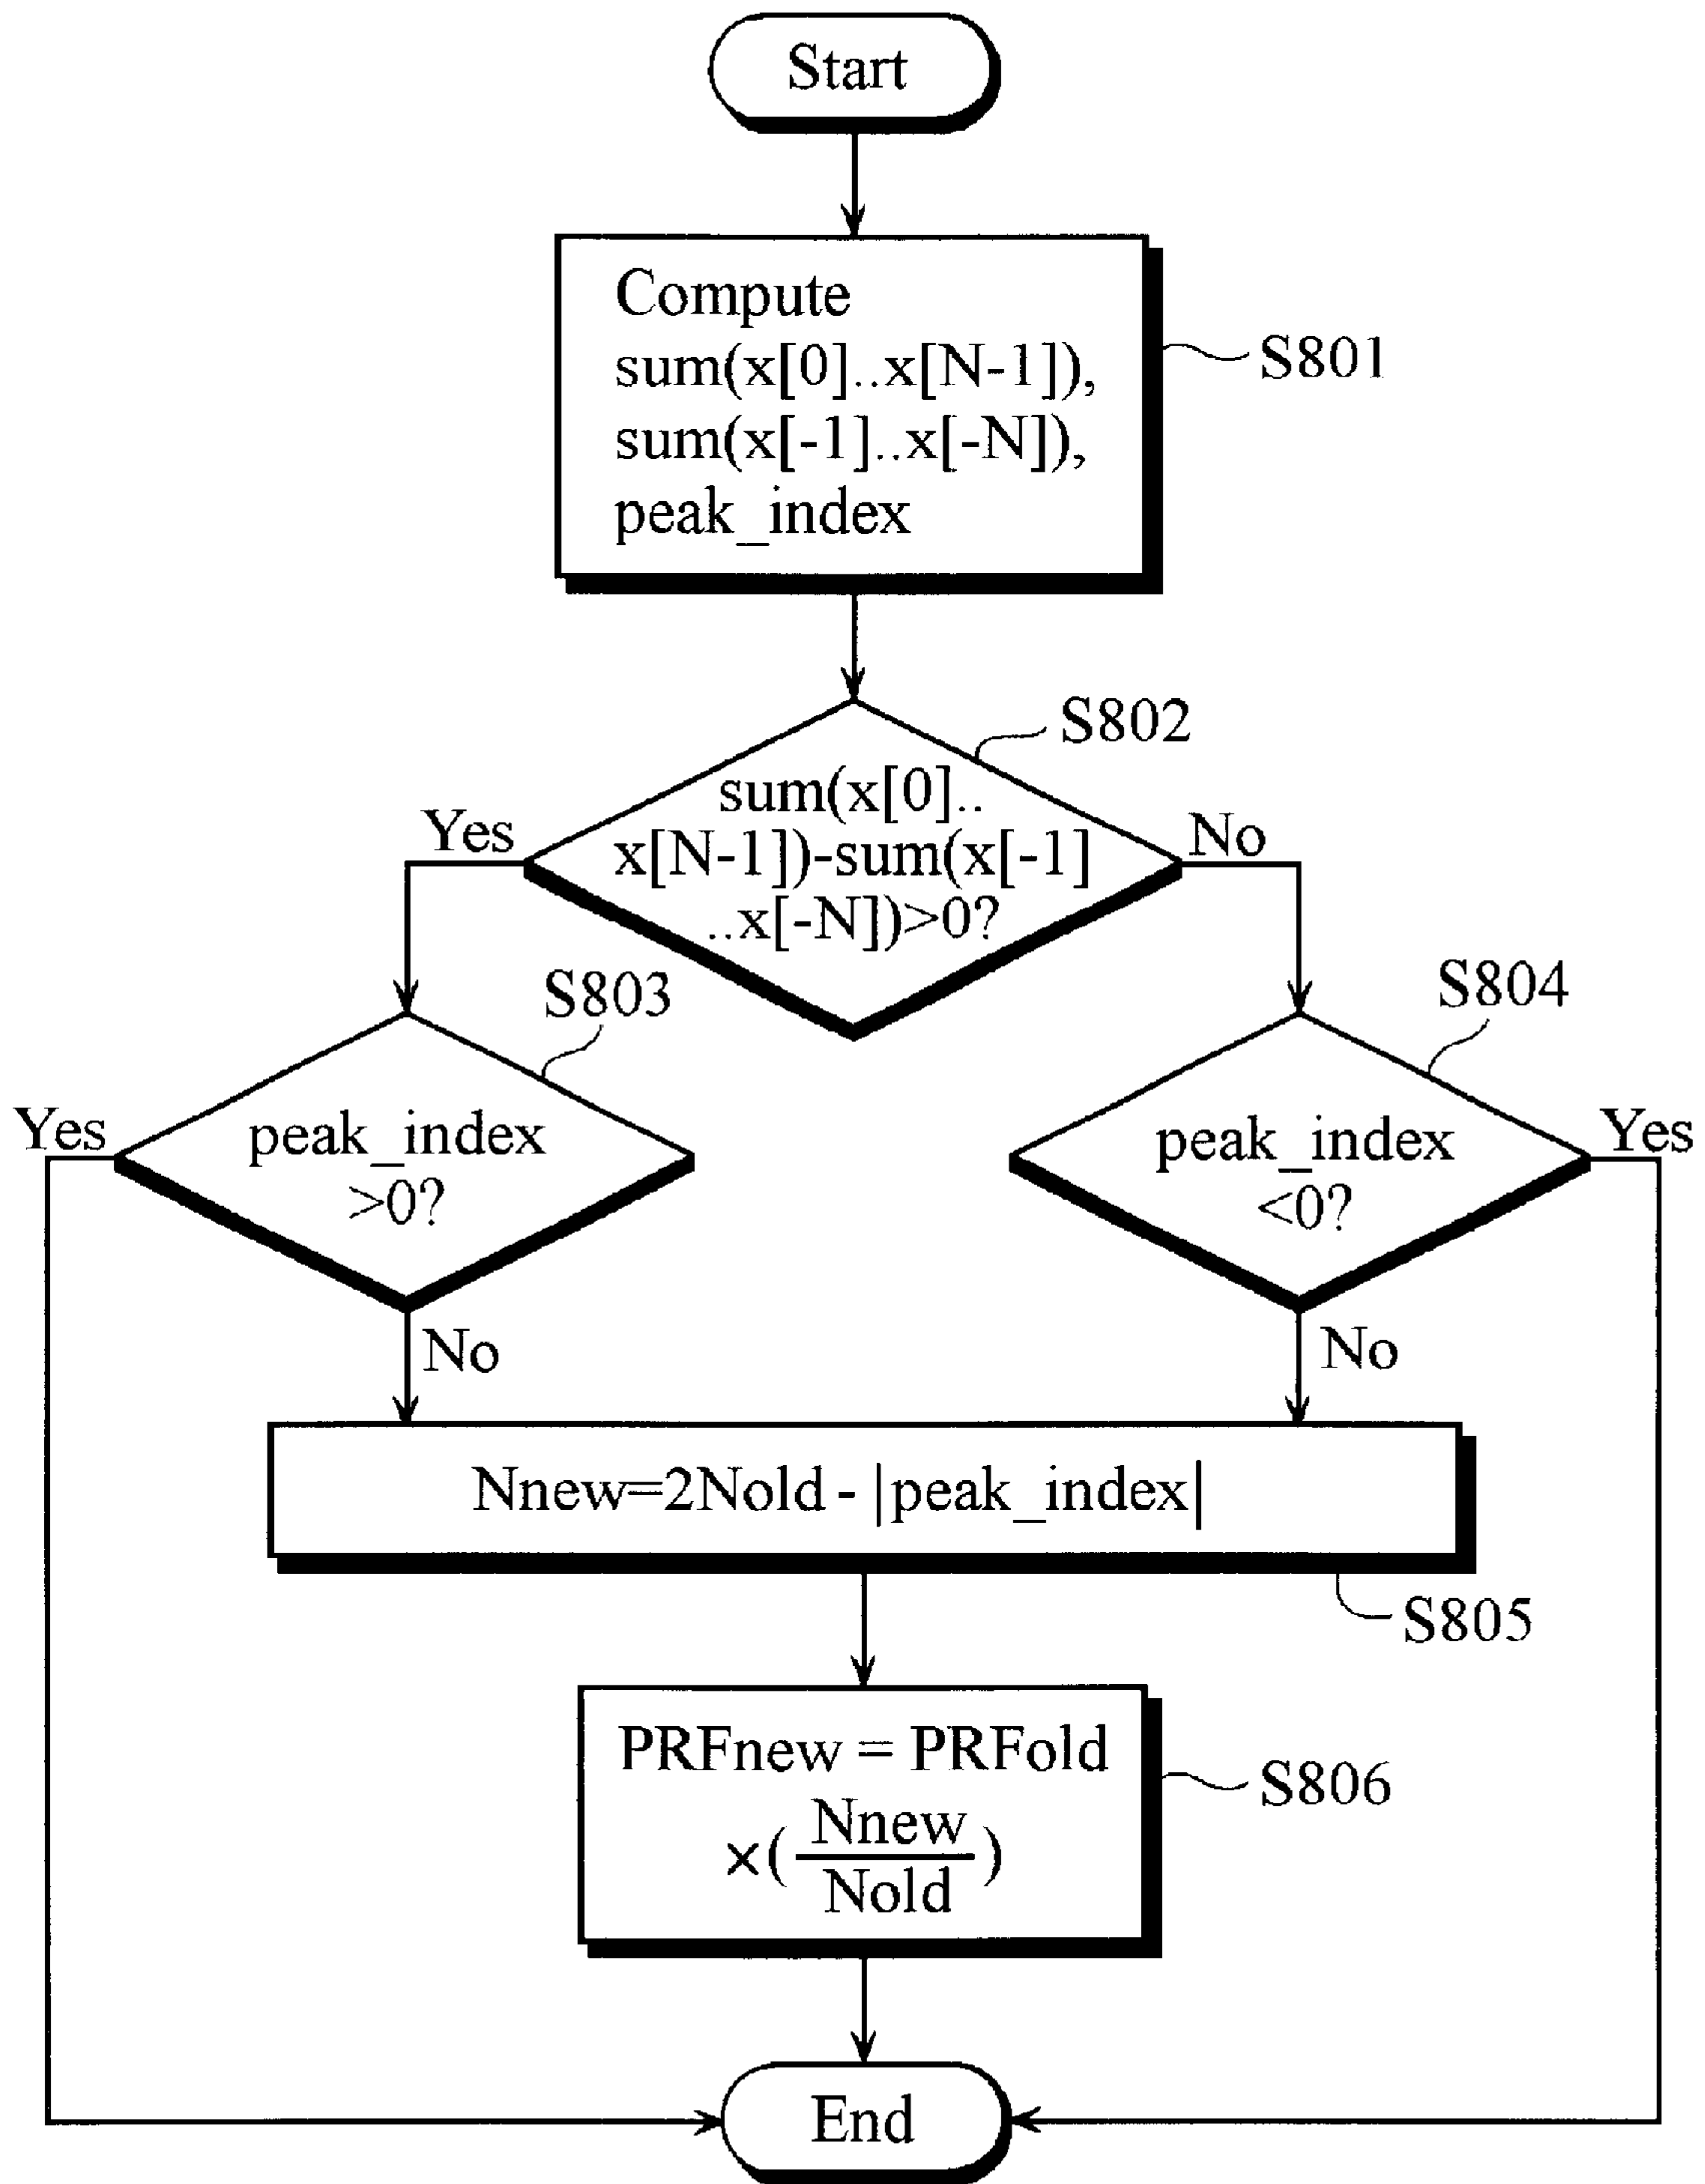 Start
Compute
sum(x[0]..x[N-1]),
sum(x[-1]..x[-N]),
peak_index
S801
S802
sum(x[0]..
x[N-1])-sum(x[-1]
..x[-N])>0?
Yes
No
S803
S804
Yes
peak_index
>0?
peak_index
<0?
Yes
No
No
Nnew=2Nold - |peak_index|
S805
PRFnew = PRFold
×(Nnew/Nold)
S806
End